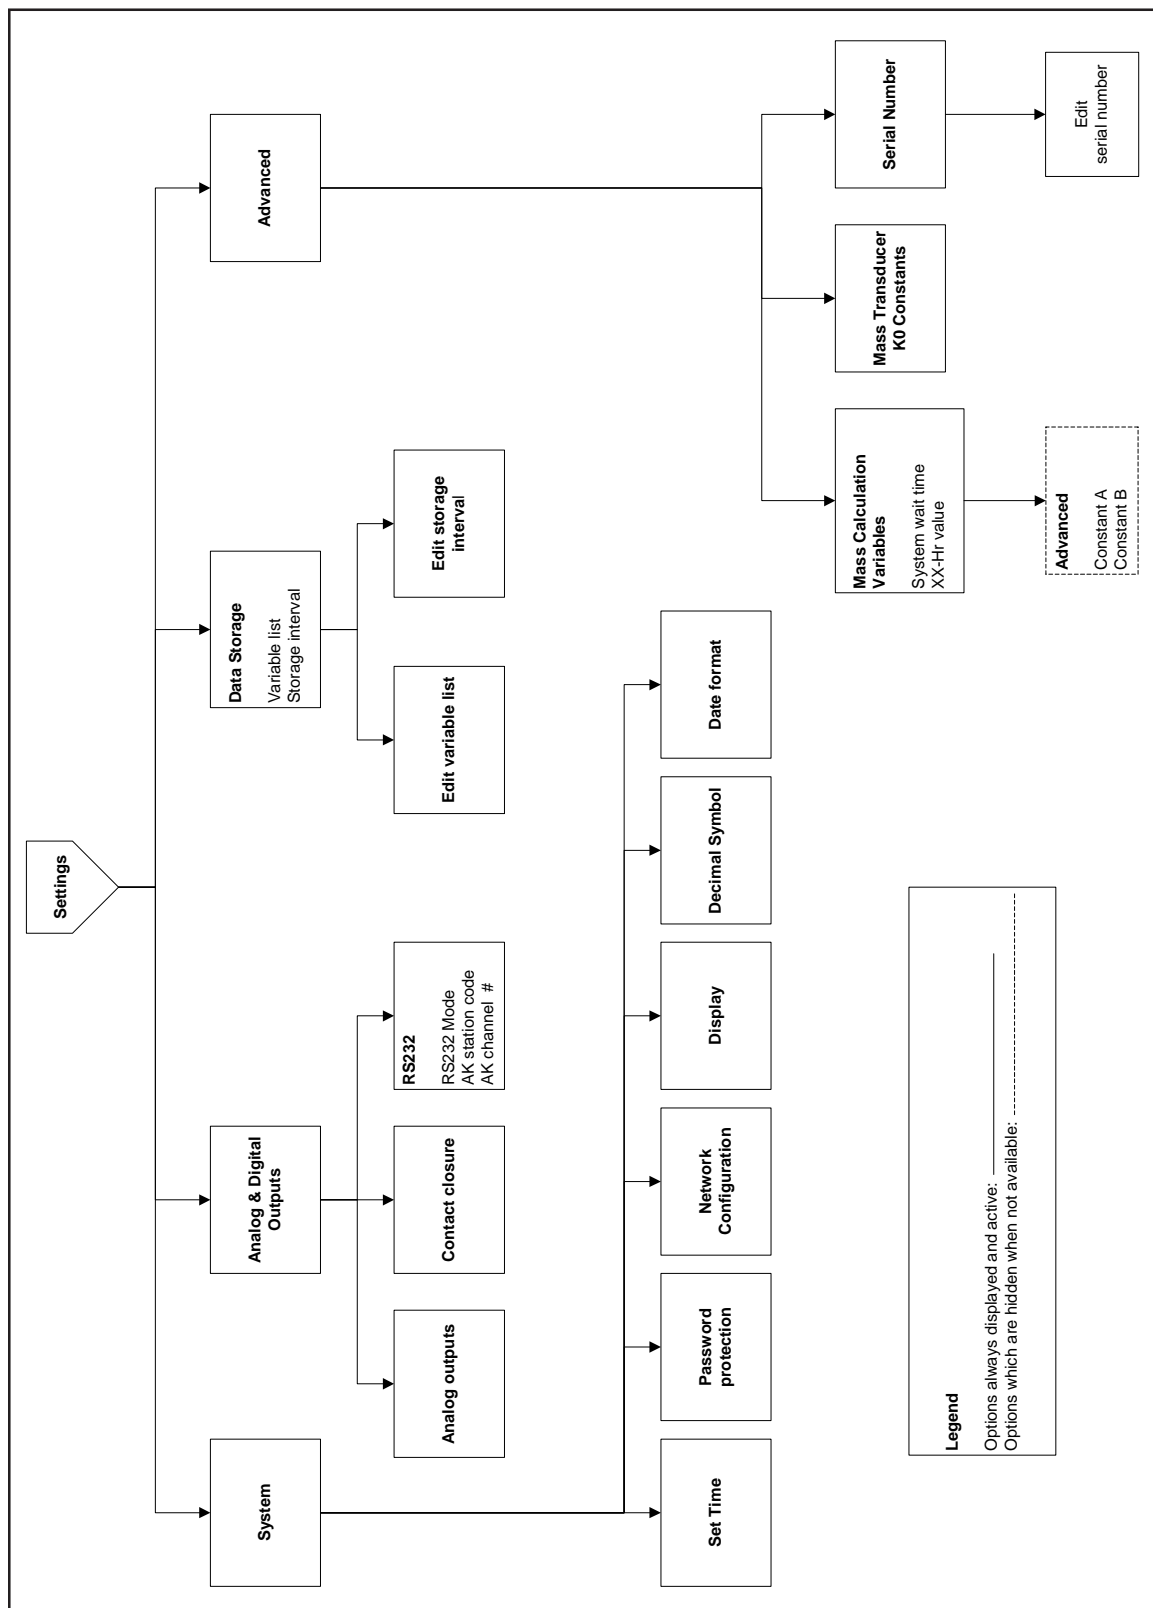 Settings
System
Analog & Digital
Outputs
Data Storage
Variable list
Storage interval
Advanced
Analog outputs
Contact closure
RS232
RS232 Mode
AK station code
AK channel #
Edit variable list
Edit storage
interval
Set Time
Password
protection
Network
Configuration
Display
Decimal Symbol
Date format
Mass Calculation
Variables
System wait time
XX-Hr value
Mass Transducer
K0 Constants
Serial Number
Advanced
Constant A
Constant B
Edit
serial number
Legend
Options always displayed and active:
Options which are hidden when not available: